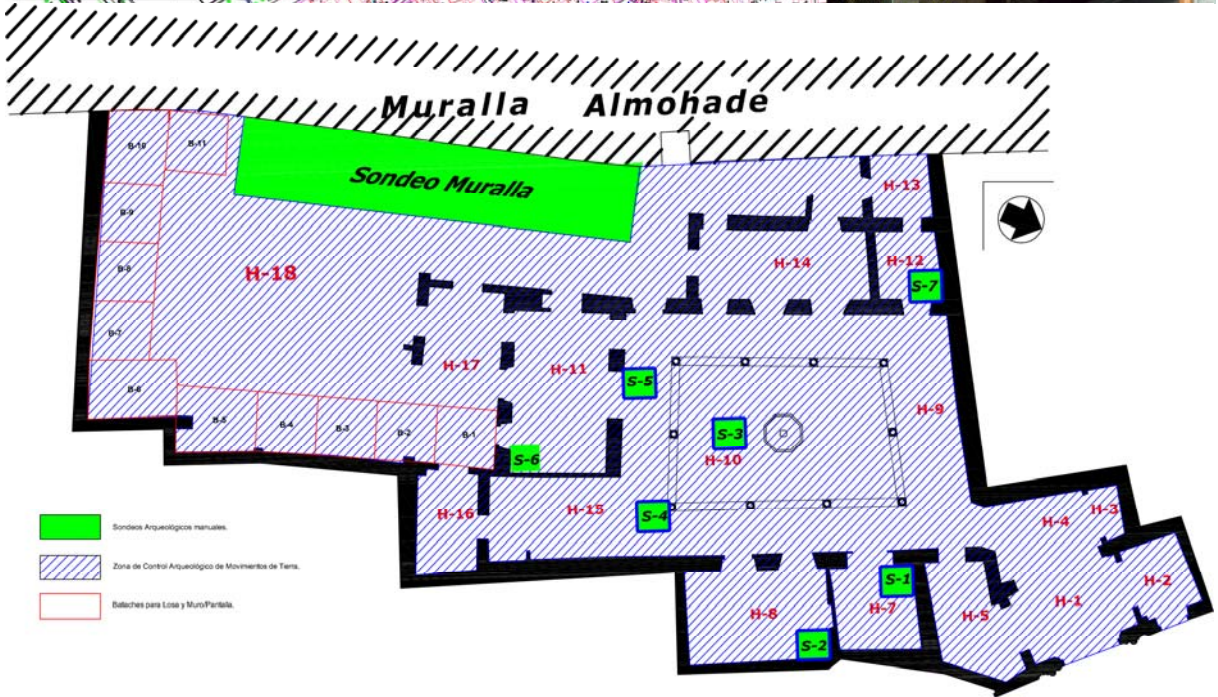 Muralla Almohade
Sondeo Muralla
B-10
B-11
B-9
B-8
B-7
B-6
B-5
B-4
B-3
B-2
B-1
H-18
H-17
H-11
H-14
H-13
H-12
S-7
S-5
S-3
H-10
H-9
S-6
H-16
H-15
S-4
H-8
S-2
H-7
S-1
H-5
H-4
H-3
H-1
H-2
Sondeos Arqueológicos manuales.
Zona de Control Arqueológico de Movimientos de Tierra.
Bataches para Losa y Muro/Pantalla.